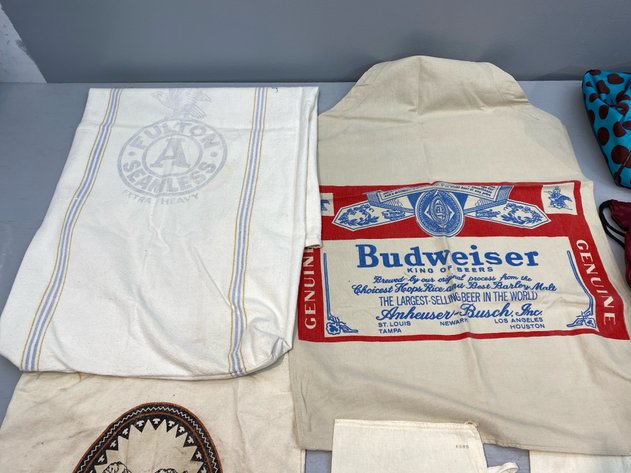 FULTON
A
SEAMLESS
EXTRA HEAVY
GENUINE
Budweiser
KING OF BEERS
Brewed by our original process from the
Choicest Hops, Rice and Best Barley Malt
THE LARGEST-SELLING BEER IN THE WORLD
Anheuser-Busch, Inc.
ST. LOUIS NEWARK LOS ANGELES
TAMPA HOUSTON
GENUINE